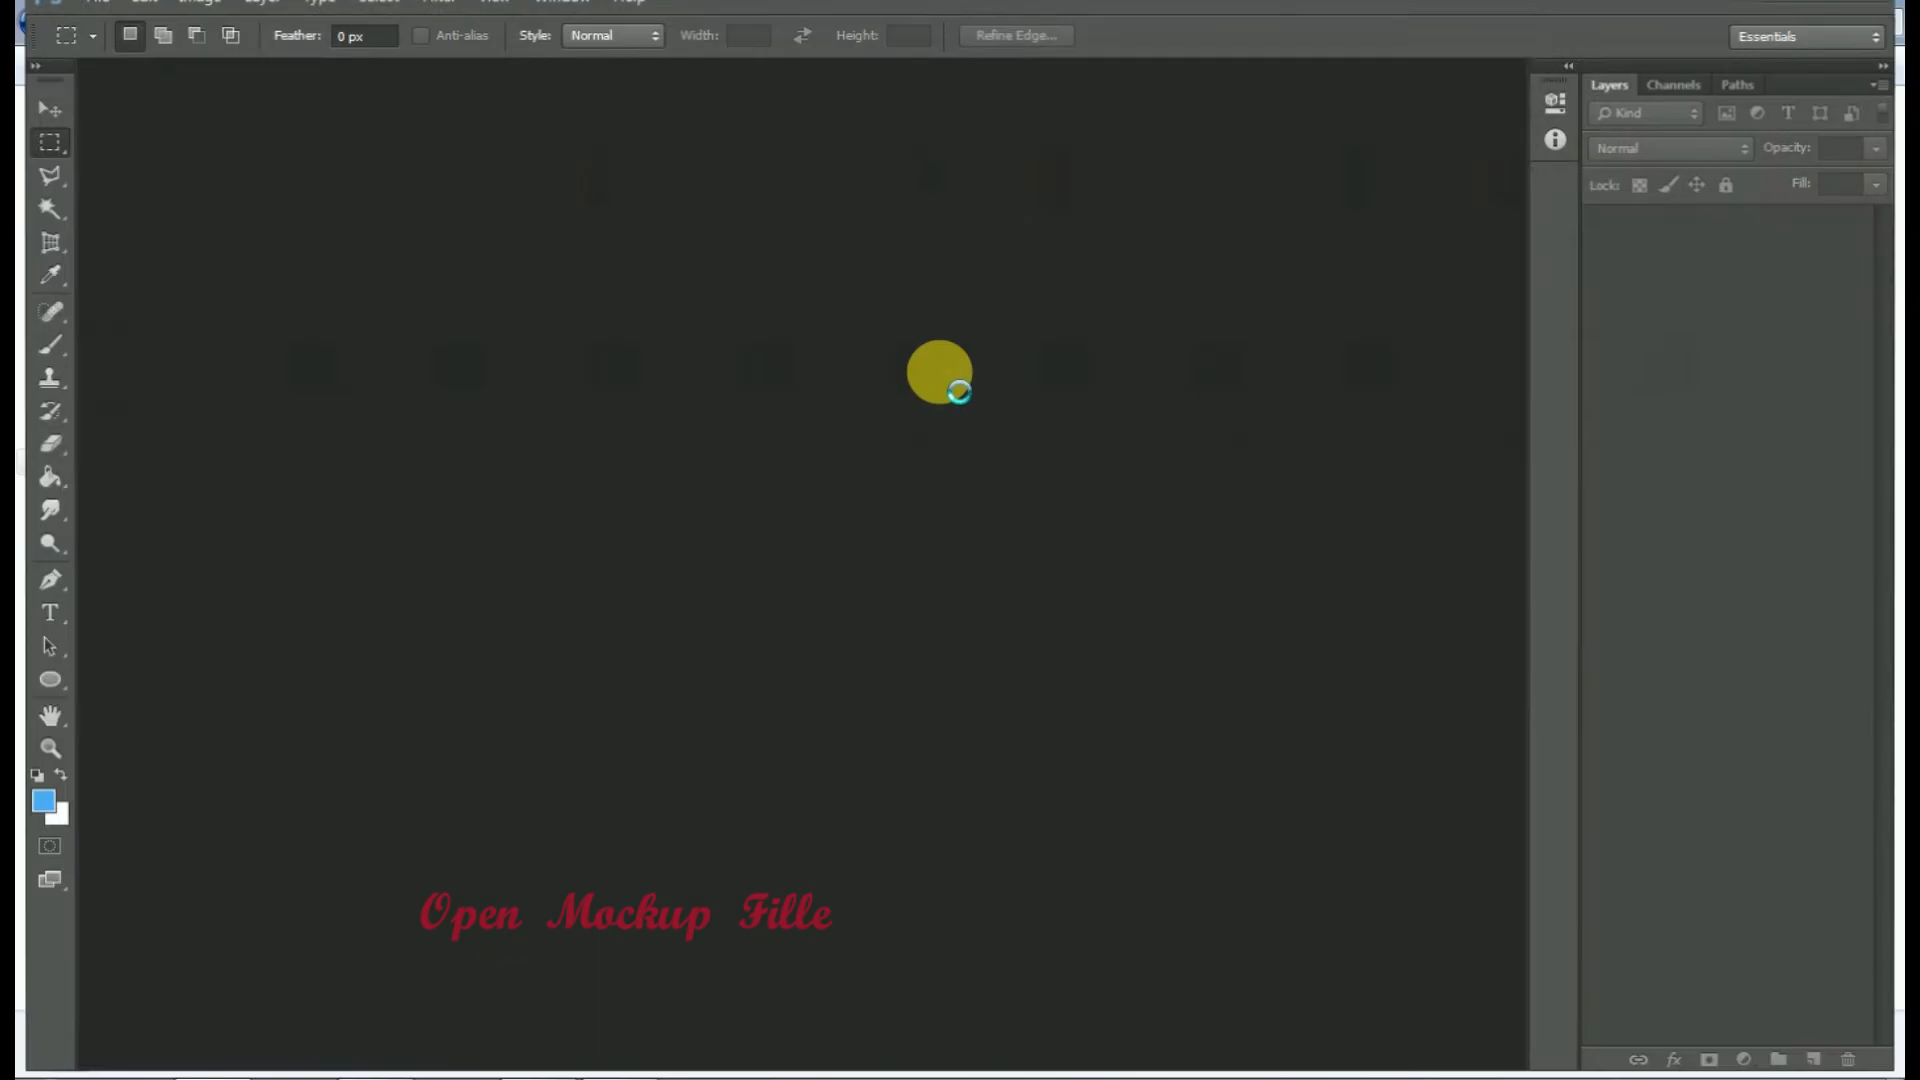 Feather: 0 px Anti-alias Style: Normal Width: Height: Refine Edge... Essentials
Layers Channels Paths
Kind
Normal Opacity:
Lock: Fill:
Open Mockup Fille